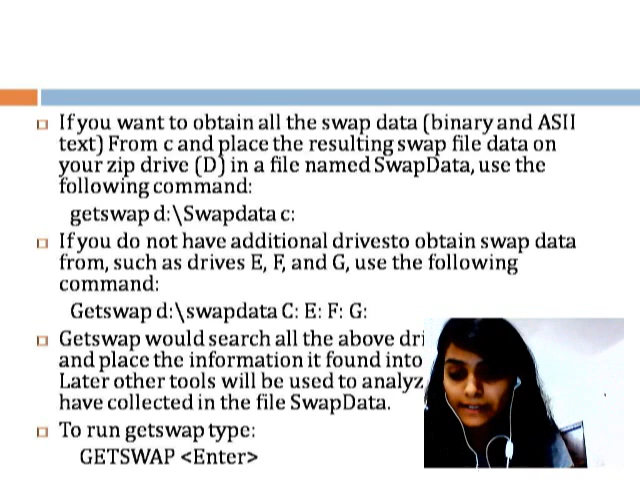 If you want to obtain all the swap data (binary and ASII
text) From c and place the resulting swap file data on
your zip drive (D) in a file named SwapData, use the
following command:
getswap d:\Swapdata c:
If you do not have additional drivesto obtain swap data
from, such as drives E, F, and G, use the following
command:
Getswap d:\swapdata C: E: F: G:
Getswap would search all the above
and place the information it found into
Later other tools will be used to
have collected in the file SwapData.
To run getswap type:
GETSWAP <Enter>